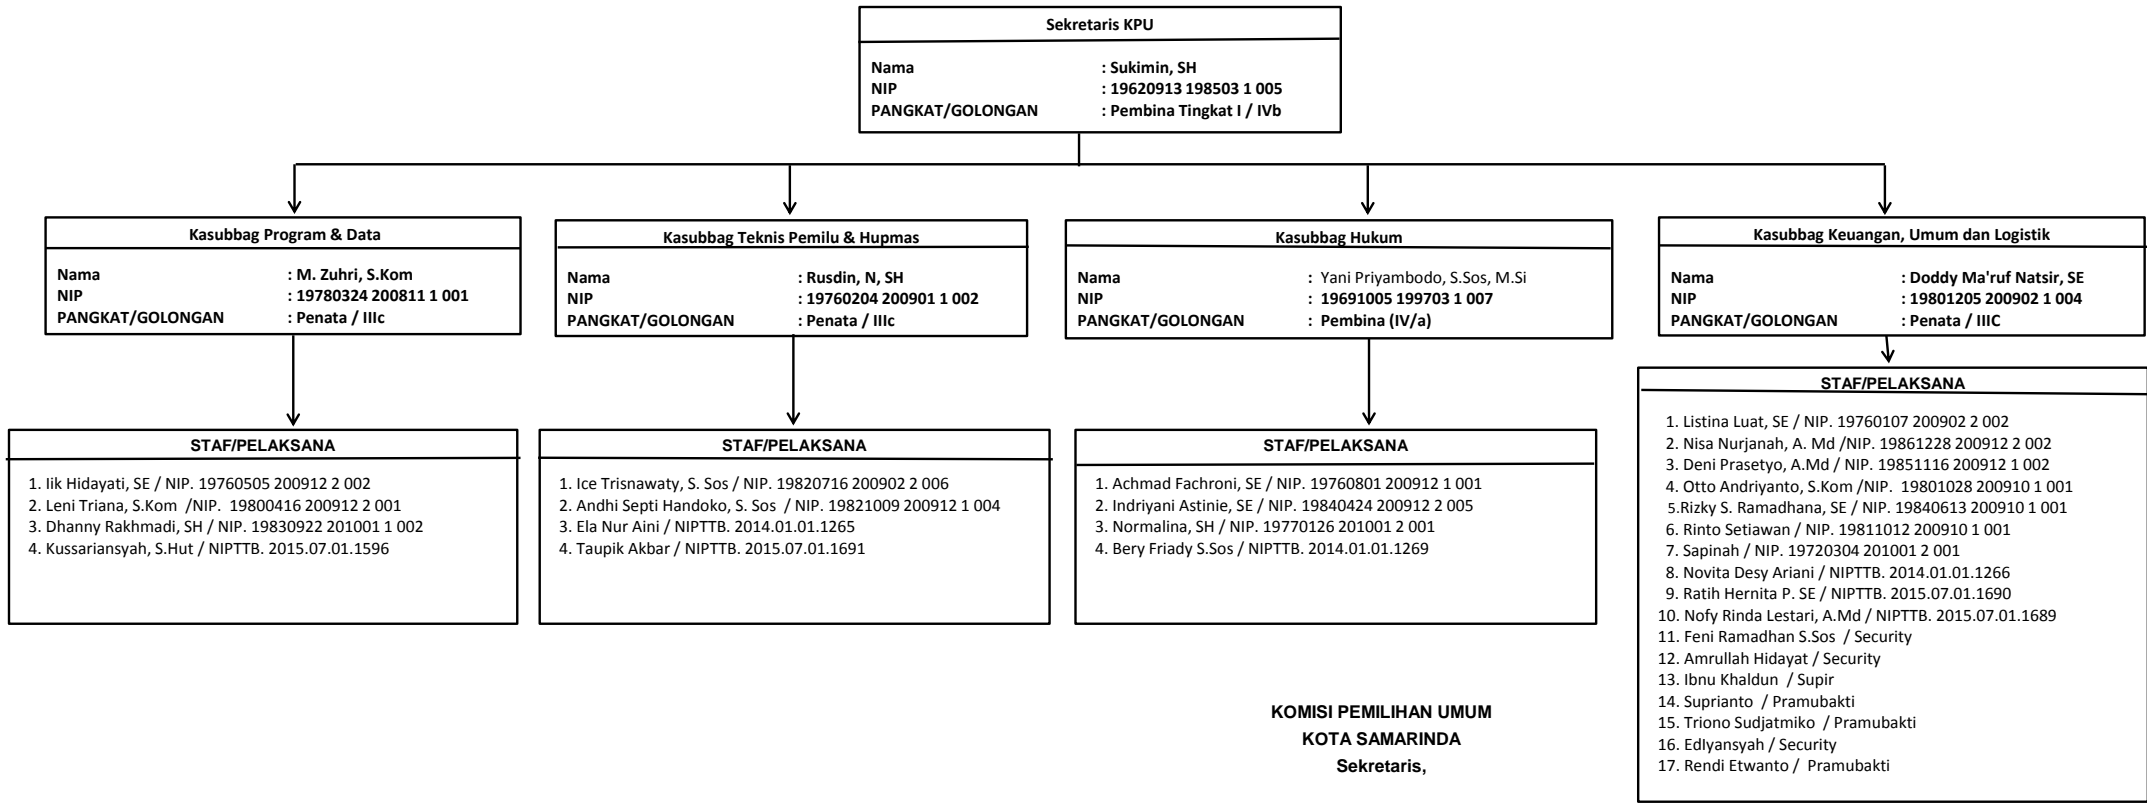 Sekretaris KPU
Nama : Sukimin, SH
NIP : 19620913 198503 1 005
PANGKAT/GOLONGAN : Pembina Tingkat I / IVb
Kasubbag Program & Data
Nama : M. Zuhri, S.Kom
NIP : 19780324 200811 1 001
PANGKAT/GOLONGAN : Penata / IIIc
Kasubbag Teknis Pemilu & Hupmas
Nama : Rusdin, N, SH
NIP : 19760204 200901 1 002
PANGKAT/GOLONGAN : Penata / IIIc
Kasubbag Hukum
Nama : Yani Priyambodo, S.Sos, M.Si
NIP : 19691005 199703 1 007
PANGKAT/GOLONGAN : Pembina (IV/a)
Kasubbag Keuangan, Umum dan Logistik
Nama : Doddy Ma'ruf Natsir, SE
NIP : 19801205 200902 1 004
PANGKAT/GOLONGAN : Penata / IIIC
STAF/PELAKSANA
1. Iik Hidayati, SE / NIP. 19760505 200912 2 002
2. Leni Triana, S.Kom /NIP. 19800416 200912 2 001
3. Dhanny Rakhmadi, SH / NIP. 19830922 201001 1 002
4. Kussariansyah, S.Hut / NIPTTB. 2015.07.01.1596
STAF/PELAKSANA
1. Ice Trisnawaty, S. Sos / NIP. 19820716 200902 2 006
2. Andhi Septi Handoko, S. Sos / NIP. 19821009 200912 1 004
3. Ela Nur Aini / NIPTTB. 2014.01.01.1265
4. Taupik Akbar / NIPTTB. 2015.07.01.1691
STAF/PELAKSANA
1. Achmad Fachroni, SE / NIP. 19760801 200912 1 001
2. Indriyani Astinie, SE / NIP. 19840424 200912 2 005
3. Normalina, SH / NIP. 19770126 201001 2 001
4. Bery Friady S.Sos / NIPTTB. 2014.01.01.1269
STAF/PELAKSANA
1. Listina Luat, SE / NIP. 19760107 200902 2 002
2. Nisa Nurjanah, A. Md /NIP. 19861228 200912 2 002
3. Deni Prasetyo, A.Md / NIP. 19851116 200912 1 002
4. Otto Andriyanto, S.Kom /NIP. 19801028 200910 1 001
5.Rizky S. Ramadhana, SE / NIP. 19840613 200910 1 001
6. Rinto Setiawan / NIP. 19811012 200910 1 001
7. Sapinah / NIP. 19720304 201001 2 001
8. Novita Desy Ariani / NIPTTB. 2014.01.01.1266
9. Ratih Hernita P. SE / NIPTTB. 2015.07.01.1690
10. Nofy Rinda Lestari, A.Md / NIPTTB. 2015.07.01.1689
11. Feni Ramadhan S.Sos / Security
12. Amrullah Hidayat / Security
13. Ibnu Khaldun / Supir
14. Suprianto / Pramubakti
15. Triono Sudjatmiko / Pramubakti
16. Edlyansyah / Security
17. Rendi Etwanto / Pramubakti
KOMISI PEMILIHAN UMUM
KOTA SAMARINDA
Sekretaris,